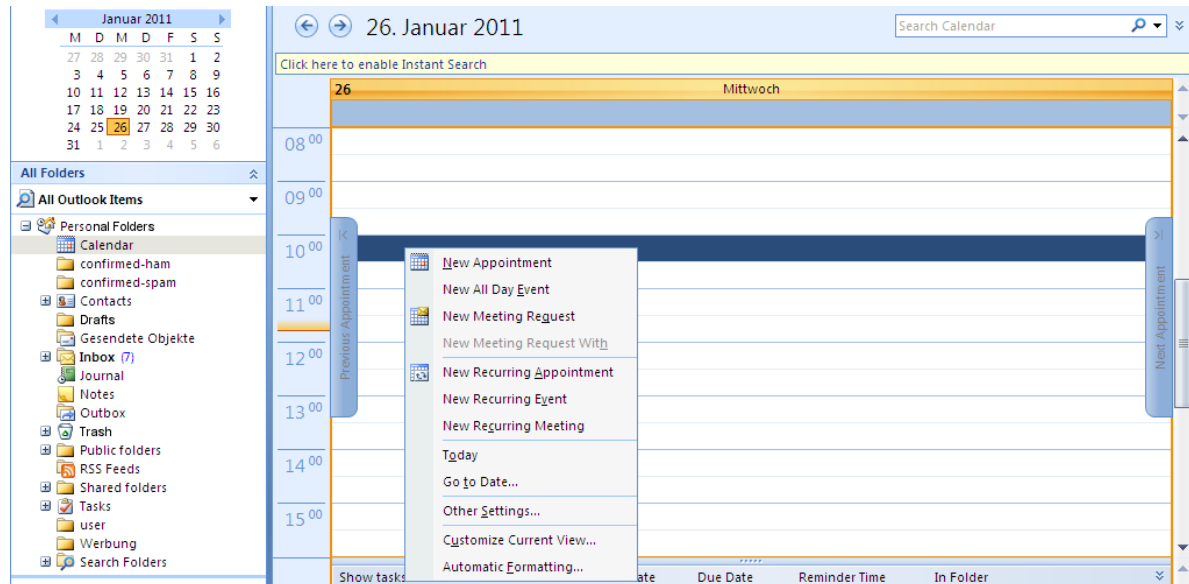 Januar 2011
M D M D F S S
27 28 29 30 31 1 2
3 4 5 6 7 8 9
10 11 12 13 14 15 16
17 18 19 20 21 22 23
24 25 26 27 28 29 30
31 1 2 3 4 5 6
All Folders
All Outlook Items
Personal Folders
Calendar
confirmed-ham
confirmed-spam
Contacts
Drafts
Gesendete Objekte
Inbox (7)
Journal
Notes
Outbox
Trash
Public folders
RSS Feeds
Shared folders
Tasks
user
Werbung
Search Folders
26. Januar 2011
Search Calendar
Click here to enable Instant Search
26 Mittwoch
08 00
09 00
10 00
11 00
12 00
13 00
14 00
15 00
Previous Appointment
New Appointment
New All Day Event
New Meeting Request
New Meeting Request With
New Recurring Appointment
New Recurring Event
New Recurring Meeting
Today
Go to Date...
Other Settings...
Customize Current View...
Automatic Formatting...
Next Appointment
Show tasks ate Due Date Reminder Time In Folder